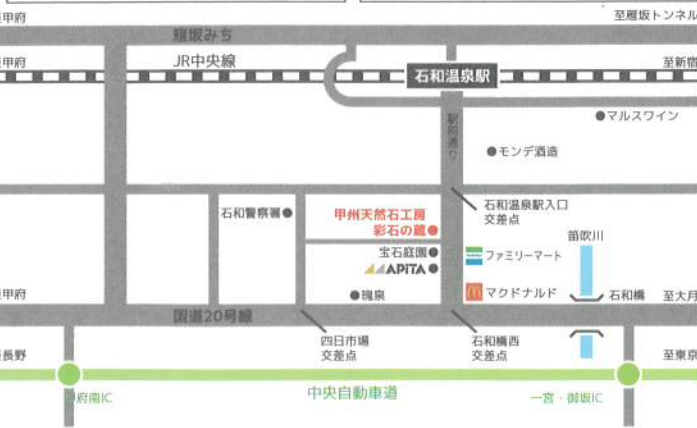 甲府
雁坂みち
至雁坂トンネル
甲府
JR中央線
石和温泉駅
至新宿
駅前通り
●マルスワイン
●モンデ酒造
石和警察署●
甲州天然石工房
彩石の蔵●
石和温泉駅入口
交差点
宝石庭園●
APITA●
ファミリーマート
笛吹川
●瑰泉
マクドナルド
石和橋
甲府
至大月
国道20号線
四日市場
交差点
石和橋西
交差点
長野
至東京
府南IC
中央自動車道
一宮・御坂IC